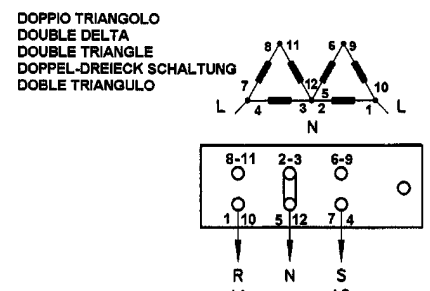 DOPPIO TRIANGOLO
DOUBLE DELTA
DOUBLE TRIANGLE
DOPPEL-DREIECK SCHALTUNG
DOBLE TRIANGULO
8 11 6 9
7 12 5 10
L 4 3 2 1 L
N
8-11 2-3 6-9
1 10 5 12 7 4
R N S